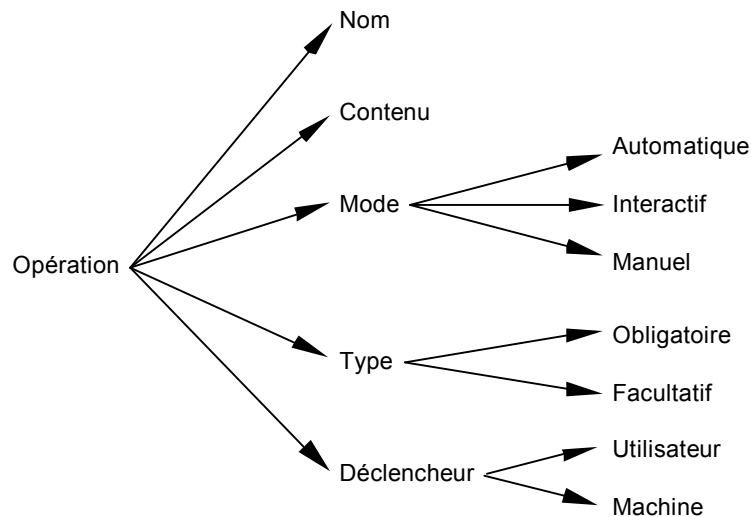 Nom
Contenu
Automatique
Mode
Interactif
Manuel
Opération
Obligatoire
Type
Facultatif
Utilisateur
Déclencheur
Machine